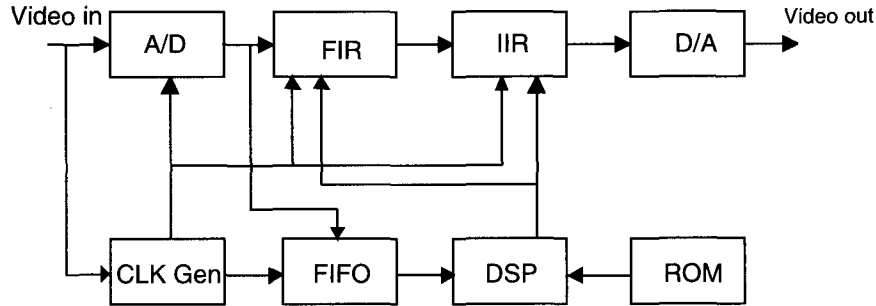 Video in
A/D
FIR
IIR
D/A
Video out
CLK Gen
FIFO
DSP
ROM